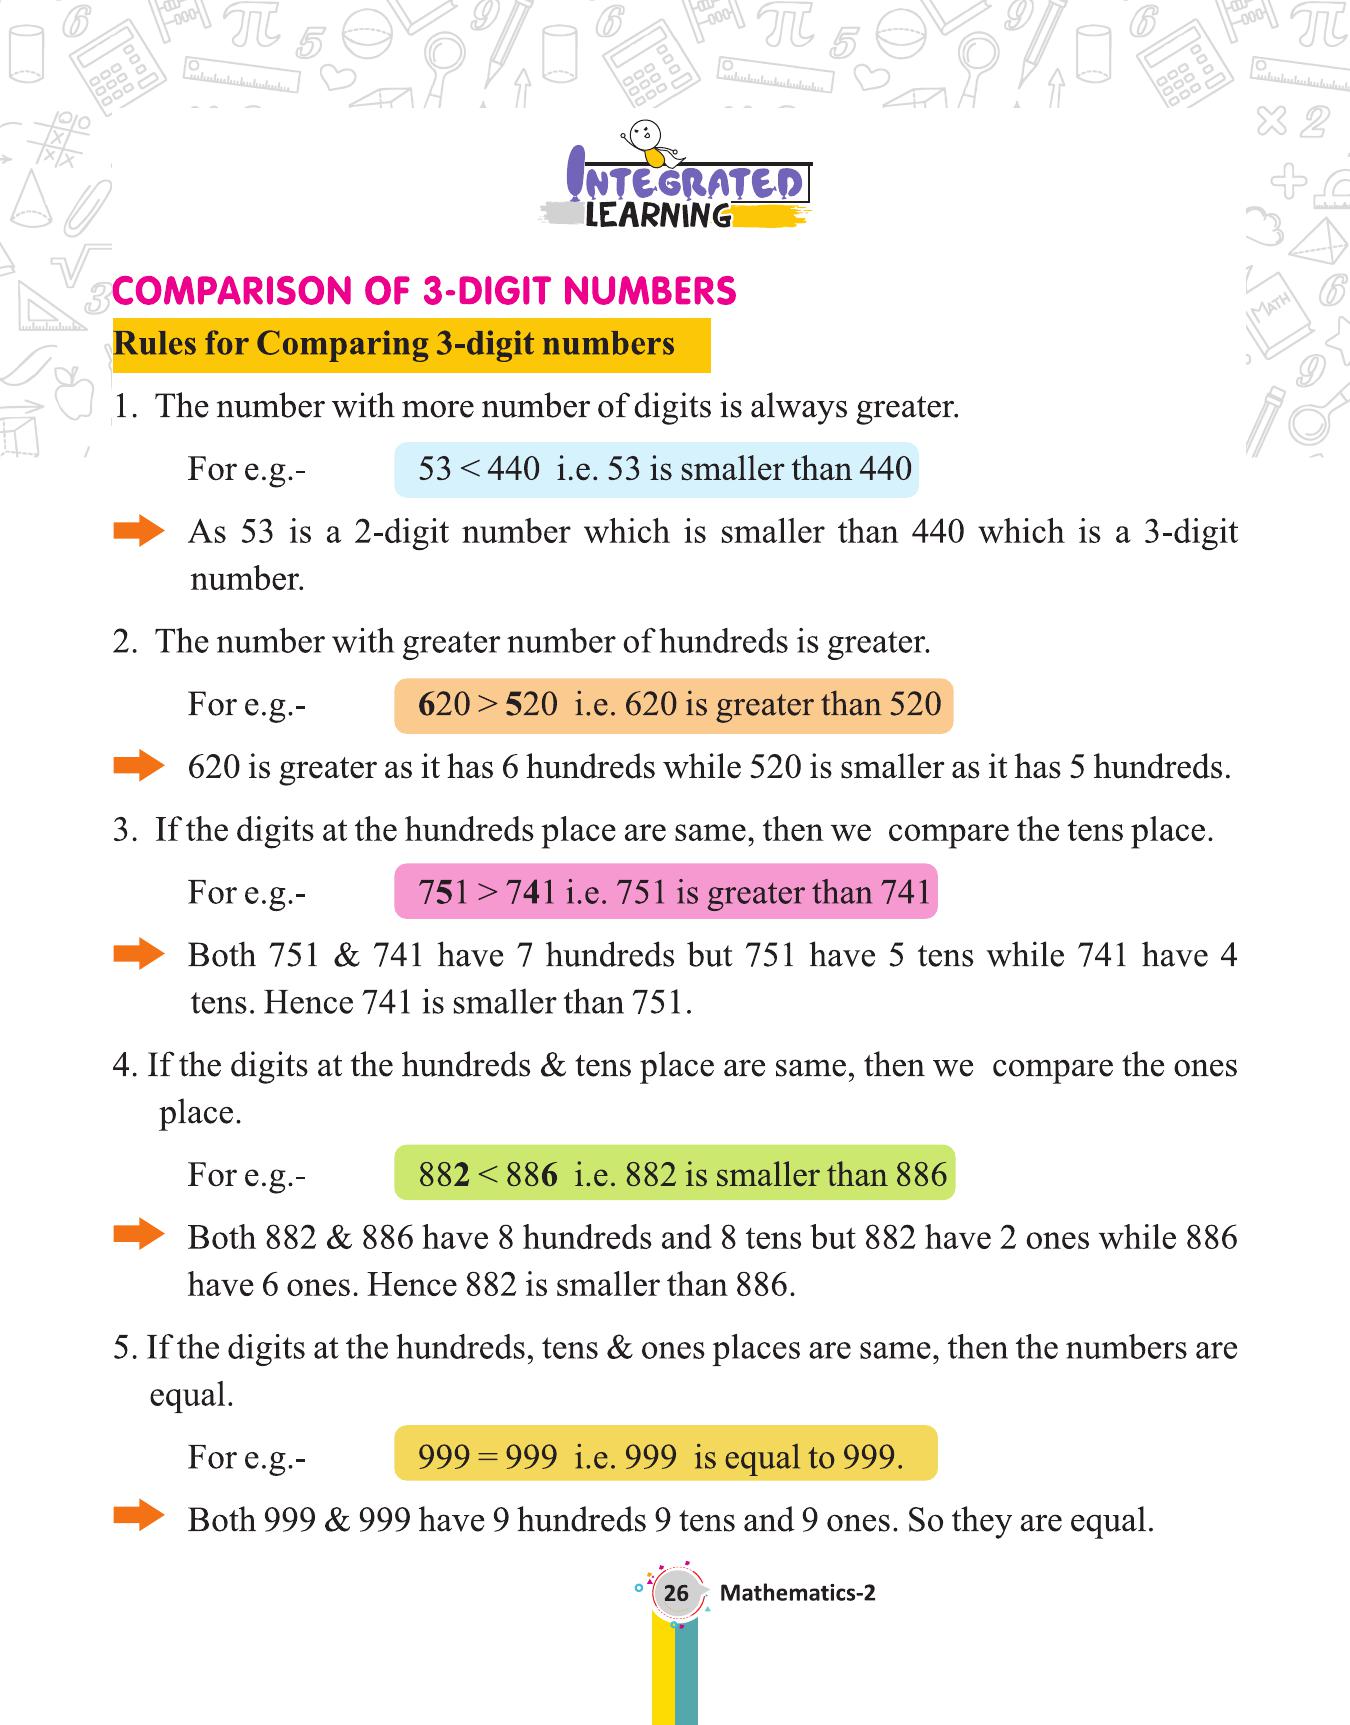 INTEGRATED
LEARNING
COMPARISON OF 3-DIGIT NUMBERS
Rules for Comparing 3-digit numbers
1. The number with more number of digits is always greater.
For e.g.- 53 < 440 i.e. 53 is smaller than 440
As 53 is a 2-digit number which is smaller than 440 which is a 3-digit
number.
2. The number with greater number of hundreds is greater.
For e.g.- 620 > 520 i.e. 620 is greater than 520
620 is greater as it has 6 hundreds while 520 is smaller as it has 5 hundreds.
3. If the digits at the hundreds place are same, then we compare the tens place.
For e.g.- 751 > 741 i.e. 751 is greater than 741
Both 751 & 741 have 7 hundreds but 751 have 5 tens while 741 have 4
tens. Hence 741 is smaller than 751.
4. If the digits at the hundreds & tens place are same, then we compare the ones
place.
For e.g.- 882 < 886 i.e. 882 is smaller than 886
Both 882 & 886 have 8 hundreds and 8 tens but 882 have 2 ones while 886
have 6 ones. Hence 882 is smaller than 886.
5. If the digits at the hundreds, tens & ones places are same, then the numbers are
equal.
For e.g.- 999 = 999 i.e. 999 is equal to 999.
Both 999 & 999 have 9 hundreds 9 tens and 9 ones. So they are equal.
26 Mathematics-2
MATH